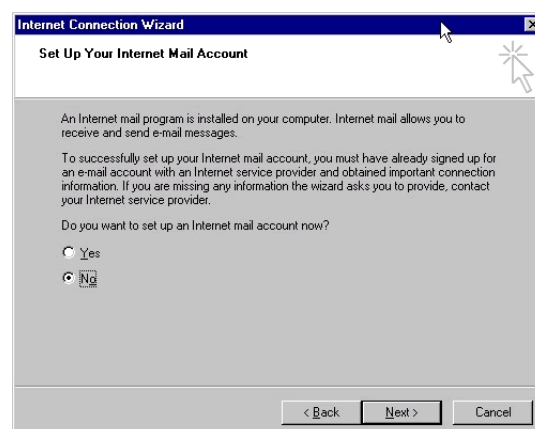 Internet Connection Wizard
Set Up Your Internet Mail Account
An Internet mail program is installed on your computer. Internet mail allows you to
receive and send e-mail messages.
To successfully set up your Internet mail account, you must have already signed up for
an e-mail account with an Internet service provider and obtained important connection
information. If you are missing any information the wizard asks you to provide, contact
your Internet service provider.
Do you want to set up an Internet mail account now?
Yes
No
< Back Next > Cancel